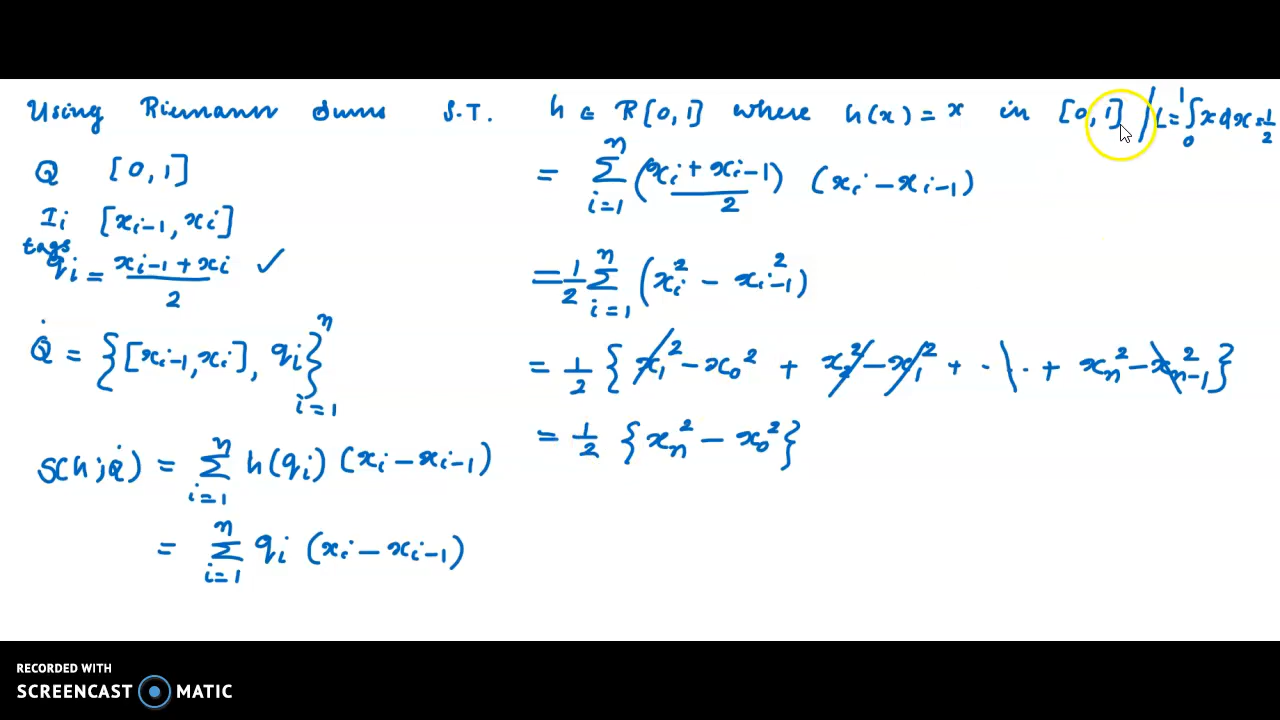 Using Riemann Sums S.T. h ∈ R[0,1] where h(x) = x in [0,1] / L = ∫₀¹ x dx = 1/2
Q [0,1]
Iᵢ [xᵢ₋₁, xᵢ]
tags
qᵢ = (xᵢ₋₁ + xᵢ)/2 ✓
Q̇ = {[xᵢ₋₁, xᵢ], qᵢ}ⁿᵢ₌₁
S(h; Q̇) = Σⁿᵢ₌₁ h(qᵢ) (xᵢ − xᵢ₋₁)
= Σⁿᵢ₌₁ qᵢ (xᵢ − xᵢ₋₁)
= Σⁿᵢ₌₁ (xᵢ + xᵢ₋₁)/2 (xᵢ − xᵢ₋₁)
= 1/2 Σⁿᵢ₌₁ (xᵢ² − xᵢ₋₁²)
= 1/2 {x₁² − x₀² + x₂² − x₁² + . \ . + xₙ² − xₙ₋₁²}
= 1/2 {xₙ² − x₀²}
RECORDED WITH
SCREENCAST MATIC